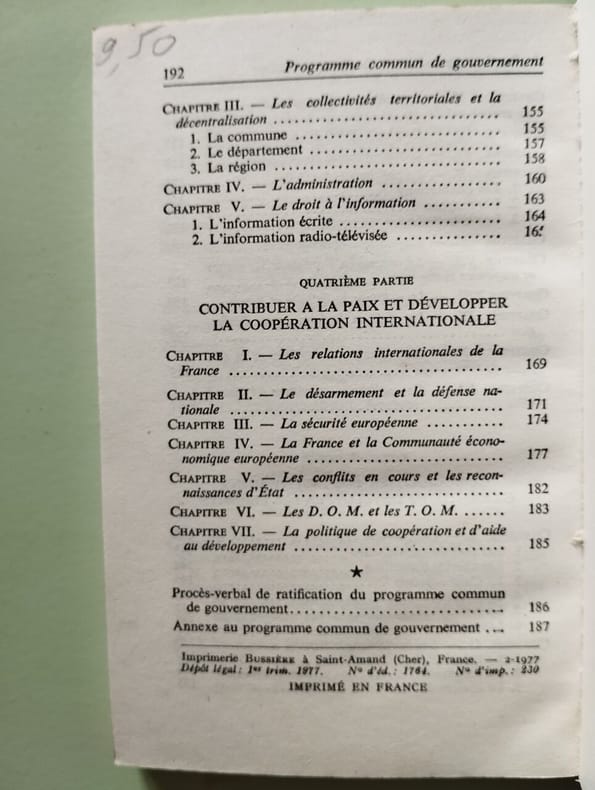 9,50
192 Programme commun de gouvernement
CHAPITRE III. — Les collectivités territoriales et la
décentralisation ........ 155
1. La commune ........ 155
2. Le département ........ 157
3. La région ........ 158
CHAPITRE IV. — L'administration ........ 160
CHAPITRE V. — Le droit à l'information ........ 163
1. L'information écrite ........ 164
2. L'information radio-télévisée ........
QUATRIÈME PARTIE
CONTRIBUER A LA PAIX ET DÉVELOPPER
LA COOPÉRATION INTERNATIONALE
CHAPITRE I. — Les relations internationales de la
France ........ 169
CHAPITRE II. — Le désarmement et la défense na-
tionale ........ 171
CHAPITRE III. — La sécurité européenne ........ 174
CHAPITRE IV. — La France et la Communauté écono-
nomique européenne ........ 177
CHAPITRE V. — Les conflits en cours et les recon-
naissances d'État ........ 182
CHAPITRE VI. — Les D. O. M. et les T. O. M. ...... 183
CHAPITRE VII. — La politique de coopération et d'aide
au développement ........ 185
★
Procès-verbal de ratification du programme commun
de gouvernement........ 186
Annexe au programme commun de gouvernement .... 187
Imprimerie BUSSIÈRE à Saint-Amand (Cher), France. — 2-1977
Dépôt légal : 1er trim. 1977. N° d'éd. : 1764. N° d'imp. : 230
IMPRIMÉ EN FRANCE